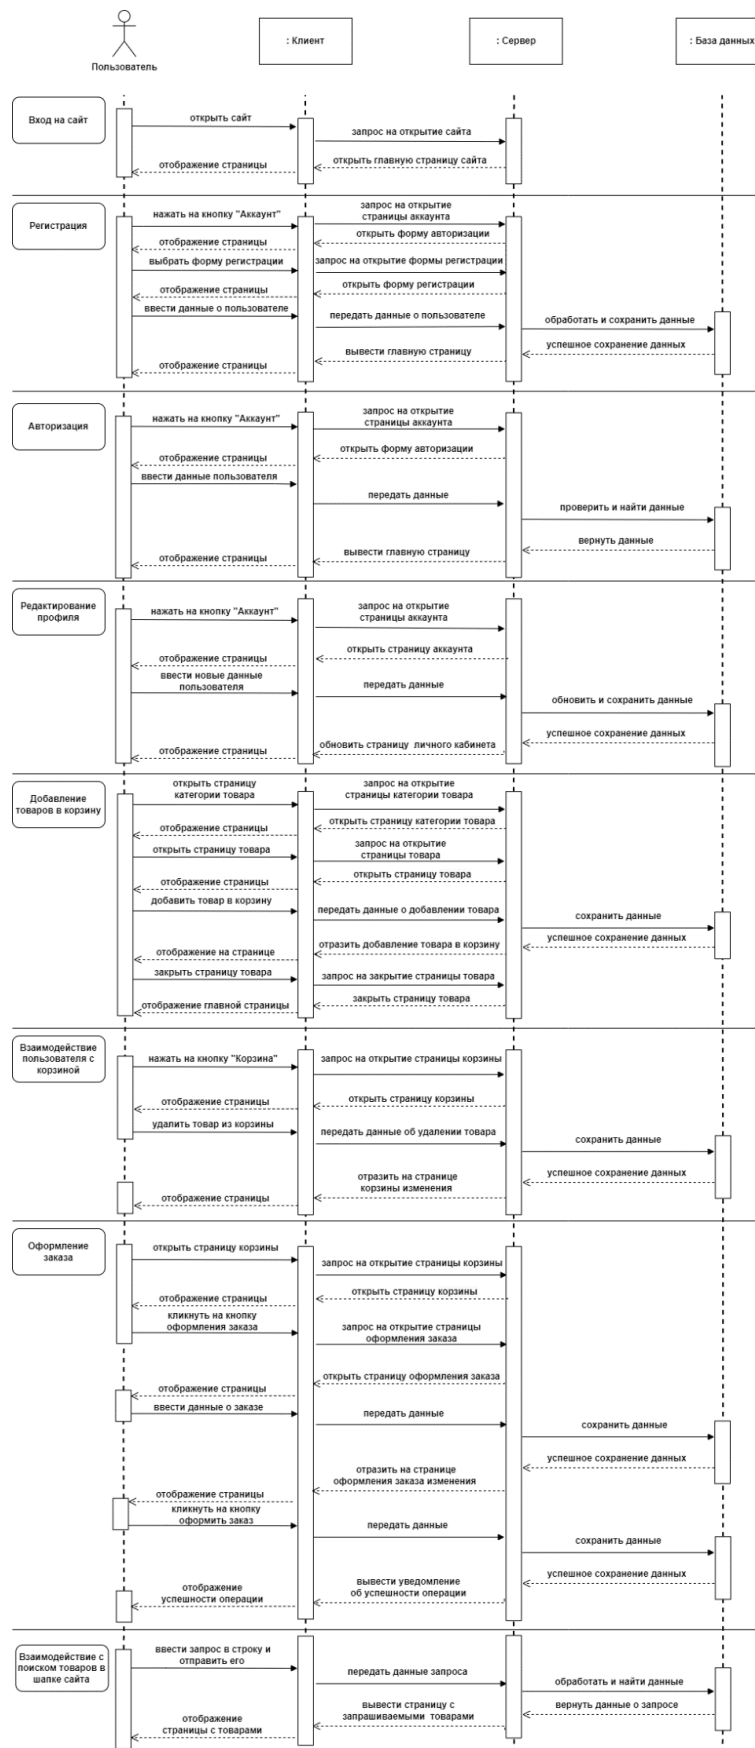 Пользователь
: Клиент
: Сервер
: База данных
Вход на сайт
открыть сайт
запрос на открытие сайта
открыть главную страницу сайта
отображение страницы
Регистрация
нажать на кнопку "Аккаунт"
запрос на открытие
страницы аккаунта
открыть форму авторизации
отображение страницы
выбрать форму регистрации
запрос на открытие формы регистрации
открыть форму регистрации
отображение страницы
ввести данные о пользователе
передать данные о пользователе
обработать и сохранить данные
успешное сохранение данных
вывести главную страницу
отображение страницы
Авторизация
нажать на кнопку "Аккаунт"
запрос на открытие
страницы аккаунта
открыть форму авторизации
отображение страницы
ввести данные пользователя
передать данные
проверить и найти данные
вернуть данные
вывести главную страницу
отображение страницы
Редактирование
профиля
нажать на кнопку "Аккаунт"
запрос на открытие
страницы аккаунта
открыть страницу аккаунта
отображение страницы
ввести новые данные
пользователя
передать данные
обновить и сохранить данные
успешное сохранение данных
обновить страницу личного кабинета
отображение страницы
Добавление
товаров в корзину
открыть страницу
категории товара
запрос на открытие
страницы категории товара
открыть страницу категории товара
отображение страницы
открыть страницу товара
запрос на открытие
страницы товара
открыть страницу товара
отображение страницы
добавить товар в корзину
передать данные о добавлении товара
сохранить данные
успешное сохранение данных
отразить добавление товара в корзину
отображение на странице
закрыть страницу товара
запрос на закрытие страницы товара
закрыть страницу товара
отображение главной страницы
Взаимодействие
пользователя с
корзиной
нажать на кнопку "Корзина"
запрос на открытие страницы корзины
открыть страницу корзины
отображение страницы
удалить товар из корзины
передать данные об удалении товара
сохранить данные
успешное сохранение данных
отразить на странице
корзины изменения
отображение страницы
Оформление
заказа
открыть страницу корзины
запрос на открытие страницы корзины
открыть страницу корзины
отображение страницы
кликнуть на кнопку
оформления заказа
запрос на открытие страницы
оформления заказа
открыть страницу оформления заказа
отображение страницы
ввести данные о заказе
передать данные
сохранить данные
успешное сохранение данных
отразить на странице
оформления заказа изменения
отображение страницы
кликнуть на кнопку
оформить заказ
передать данные
сохранить данные
успешное сохранение данных
вывести уведомление
об успешности операции
отображение
успешности операции
Взаимодействие с
поиском товаров в
шапке сайта
ввести запрос в строку и
отправить его
передать данные запроса
обработать и найти данные
вернуть данные о запросе
вывести страницу с
запрашиваемыми товарами
отображение
страницы с товарами